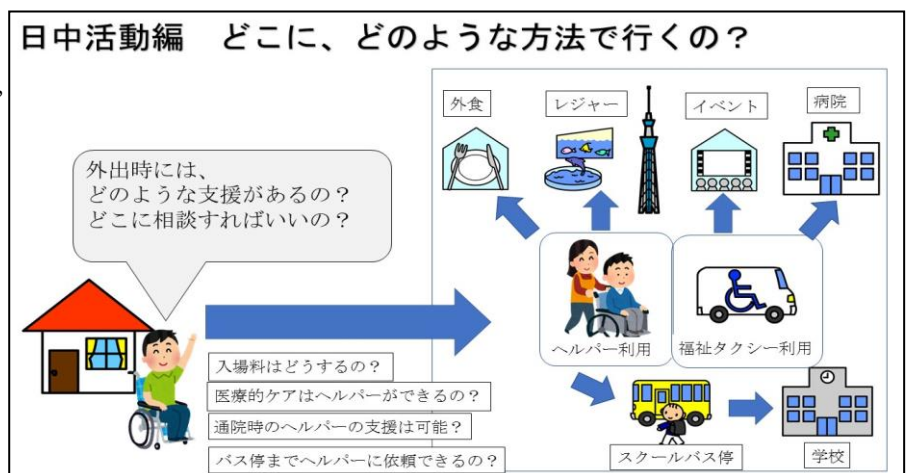 日中活動編　どこに、どのような方法で行くの？
外食
レジャー
イベント
病院
外出時には、
どのような支援があるの？
どこに相談すればいいの？
ヘルパー利用
福祉タクシー利用
入場料はどうするの？
医療的ケアはヘルパーができるの？
通院時のヘルパーの支援は可能？
バス停までヘルパーに依頼できるの？
スクールバス停
学校